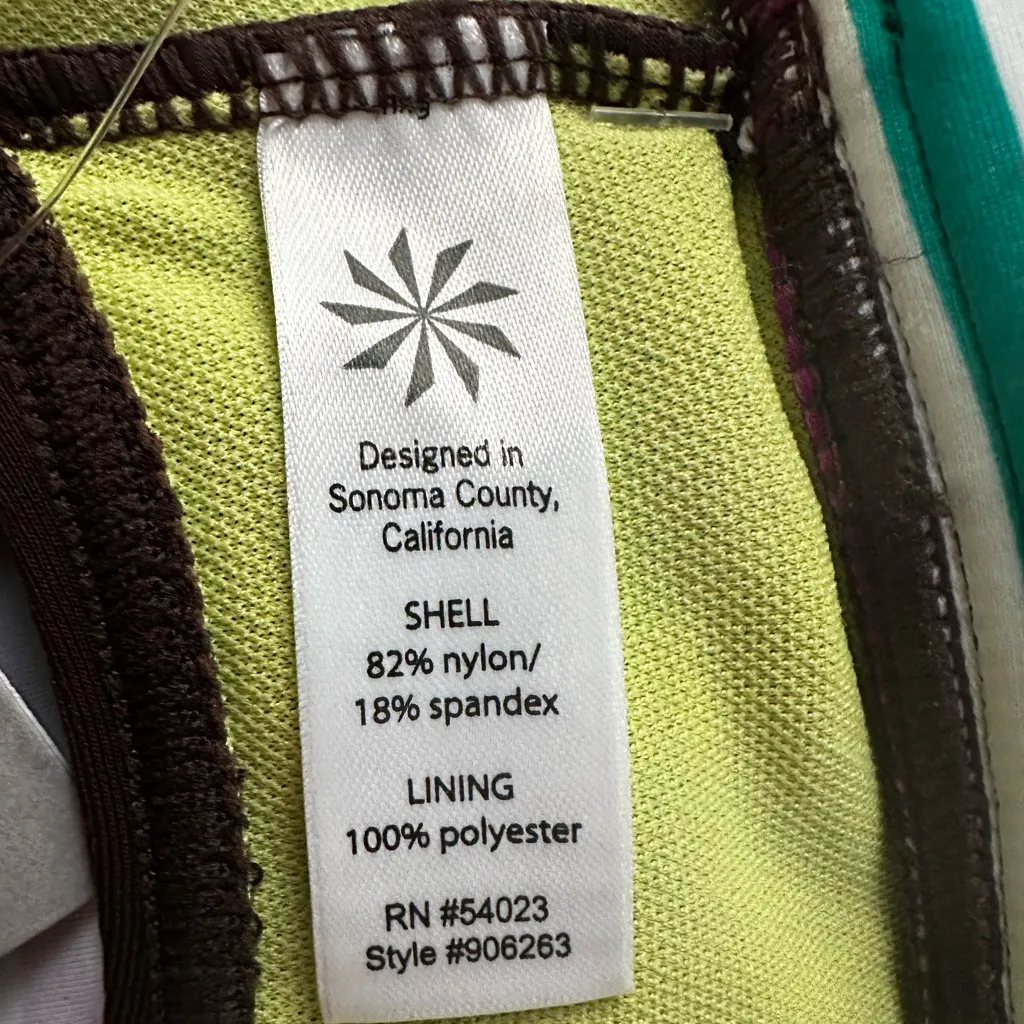 Designed in
Sonoma County,
California
SHELL
82% nylon/
18% spandex
LINING
100% polyester
RN #54023
Style #906263